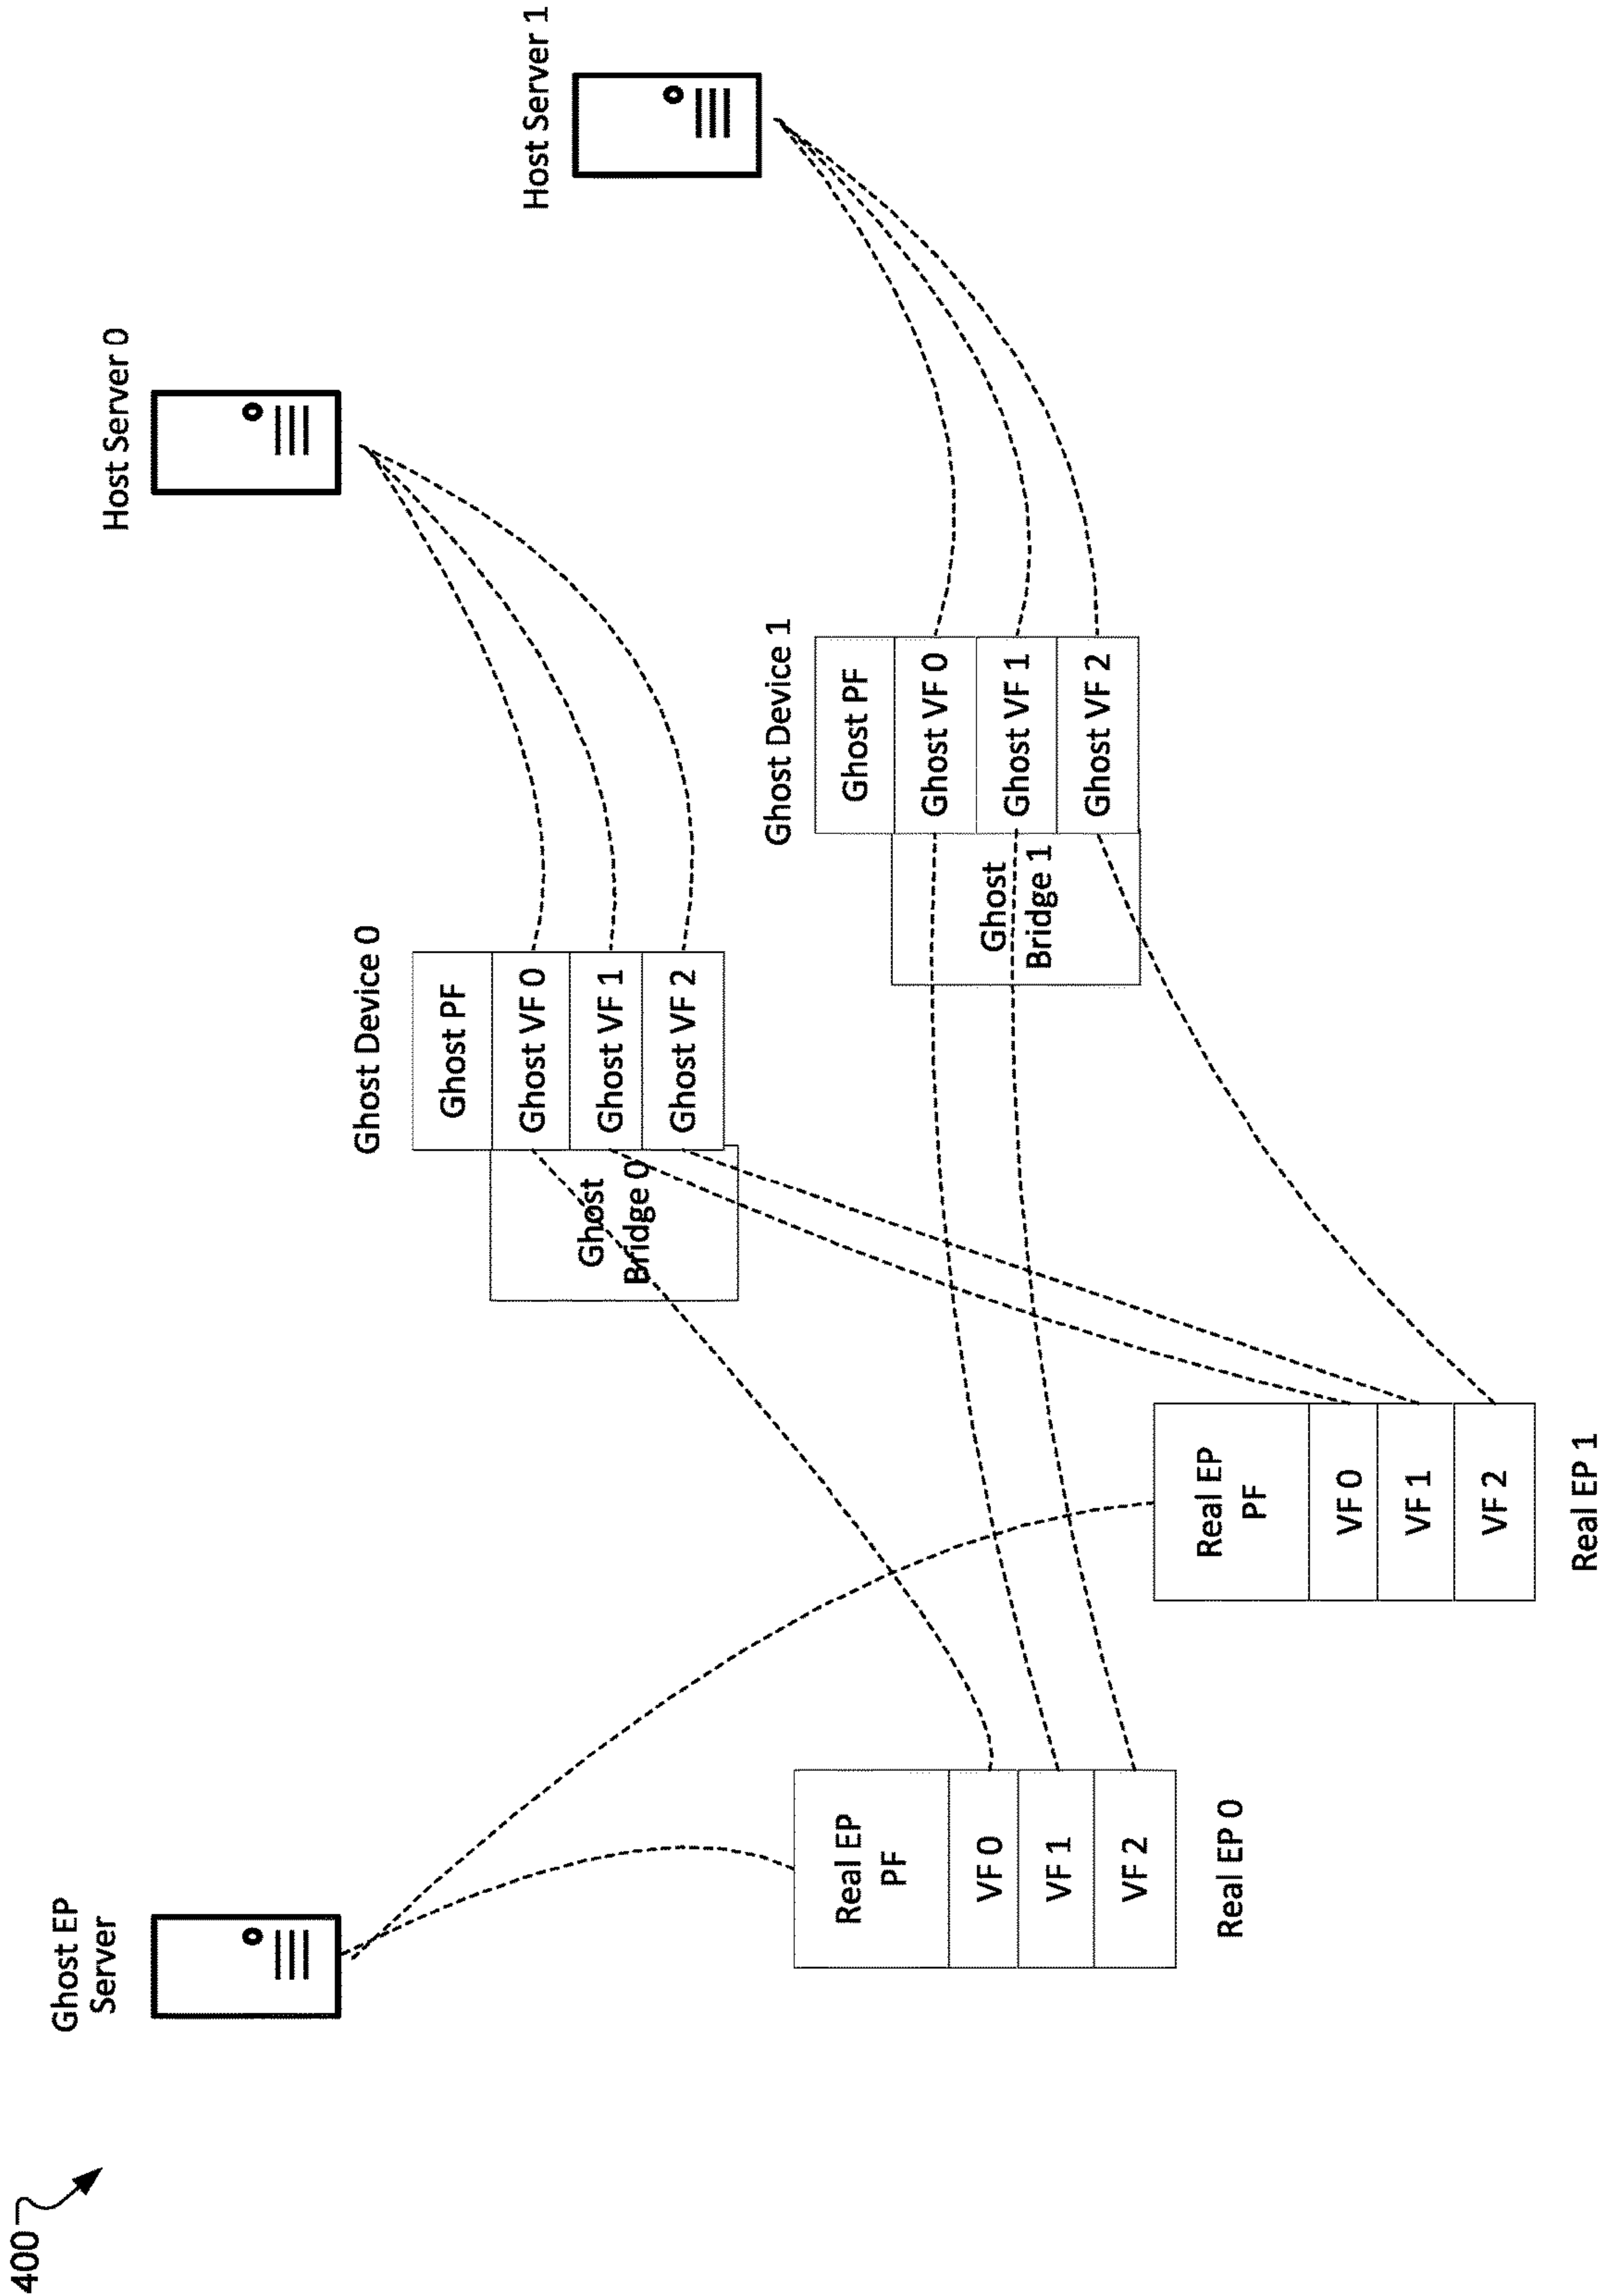 400
Ghost EP
Server
Host Server 0
Host Server 1
Ghost Device 0
Ghost PF
Ghost VF 0
Ghost VF 1
Ghost VF 2
Ghost
Bridge 0
Ghost Device 1
Ghost PF
Ghost VF 0
Ghost VF 1
Ghost VF 2
Ghost
Bridge 1
Real EP
PF
VF 0
VF 1
VF 2
Real EP 0
Real EP
PF
VF 0
VF 1
VF 2
Real EP 1